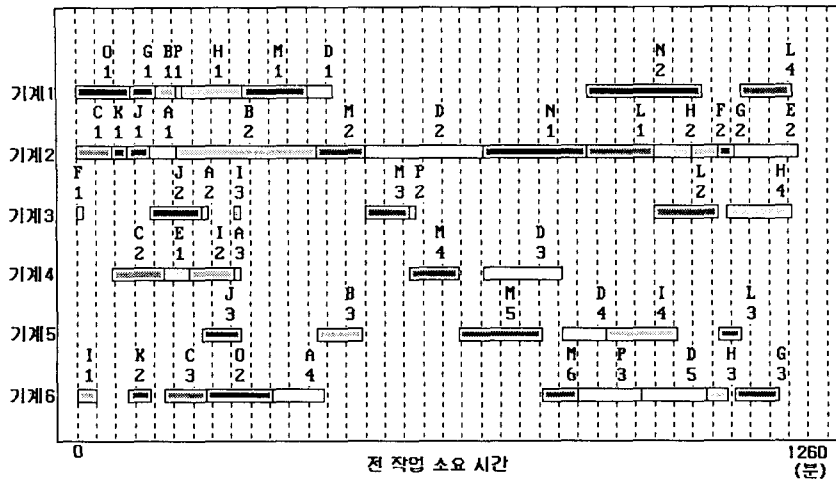 O G BP H M D N L
1 1 11 1 1 1 2 4
기계1
C K J A B M D N L H F G E
1 1 1 1 2 2 2 1 1 2 2 2 2
기계2
F J A I M P L H
1 2 2 3 3 2 2 4
기계3
C E I A M D
2 1 2 3 4 3
기계4
J B M D I L
3 3 5 4 4 3
기계5
I K C O A M P D H G
1 2 3 2 4 6 3 5 3 3
기계6
0 전 작업 소요 시간 1260
(분)